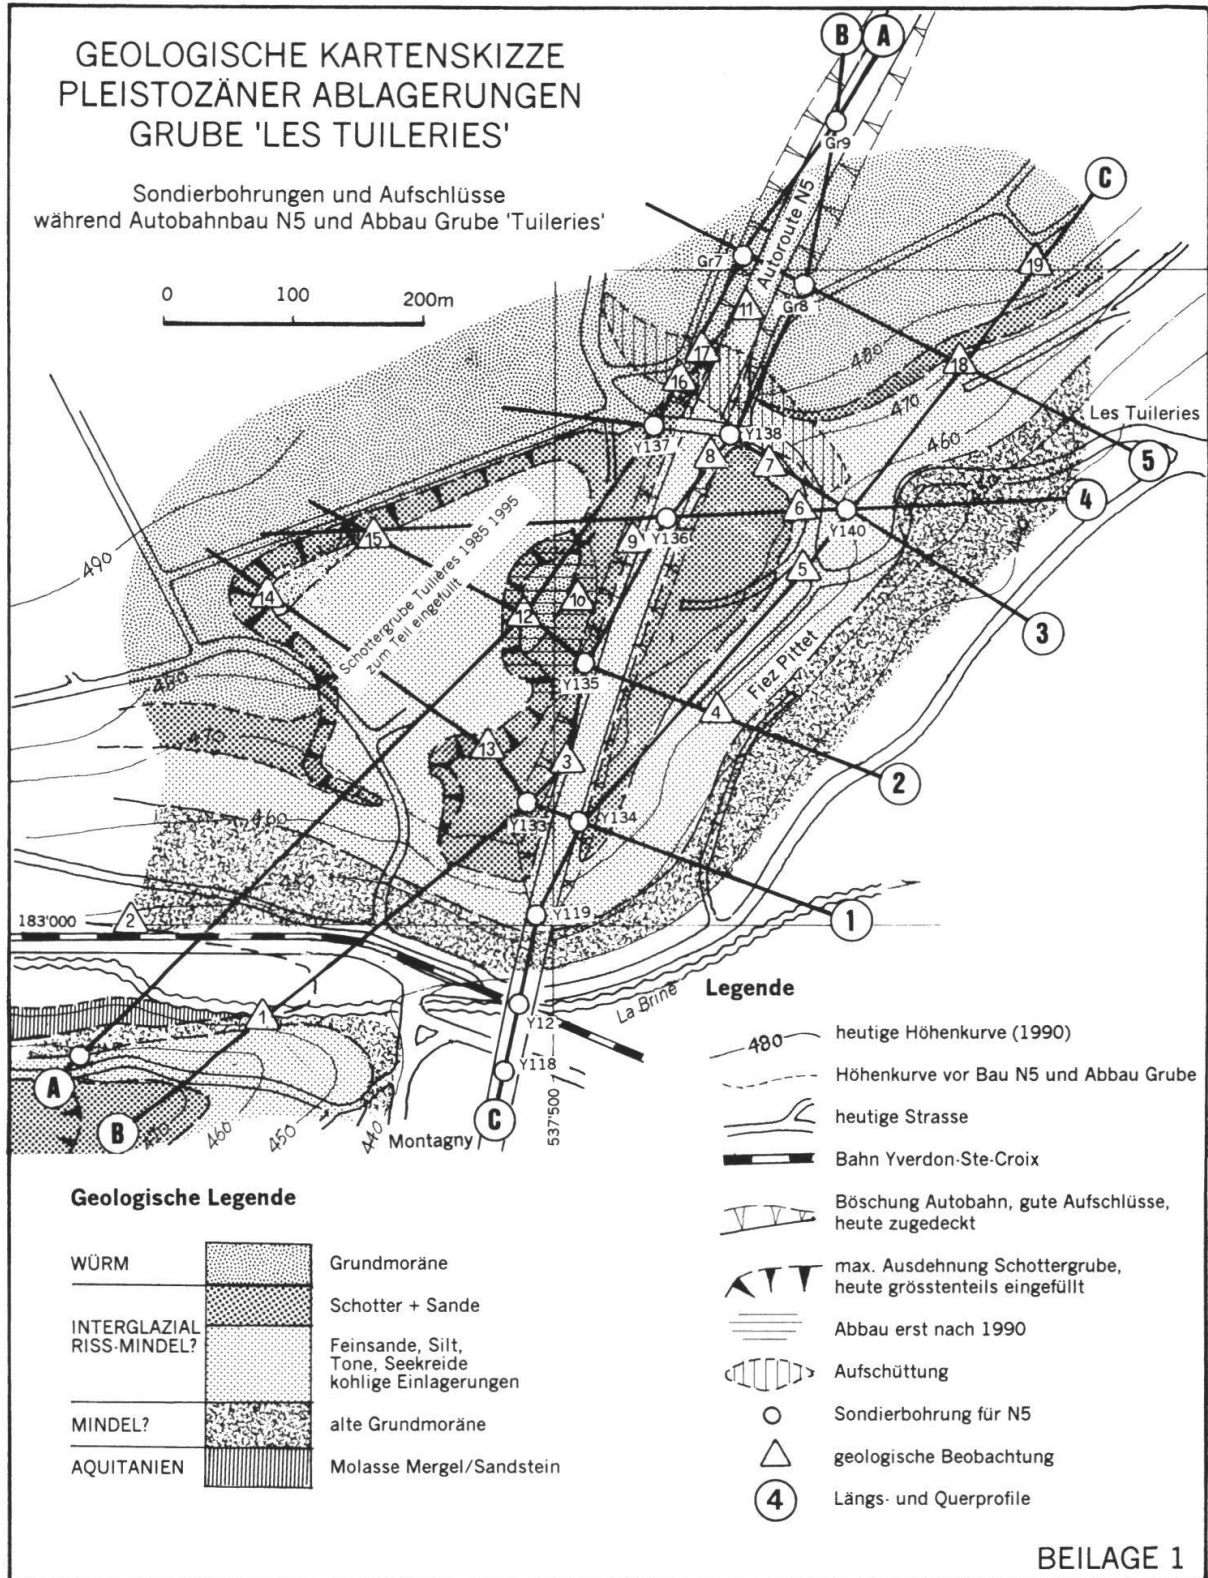 GEOLOGISCHE KARTENSKIZZE
PLEISTOZÄNER ABLAGERUNGEN
GRUBE 'LES TUILERIES'
Sondierbohrungen und Aufschlüsse
während Autobahnbau N5 und Abbau Grube 'Tuileries'
0 100 200m
B
A
Gr9
C
Autoroute N5
Gr7
19
Gr8
11
17
480
18
16
470
Les Tuileries
460
Y137
Y138
8
7
5
4
6
15
Y136
Y140
9
490
5
14
10
12
Schottergrube Tuilières 1985 1995
zum Teil eingefüllt
3
Y135
Fiez Pittet
480
4
470
13
3
2
Y133
Y134
460
450
2
183'000
Y119
1
La Brine
1
Y12
A
Y118
B
C
470
460
450
440
Montagny
537'500
Legende
480 heutige Höhenkurve (1990)
Höhenkurve vor Bau N5 und Abbau Grube
heutige Strasse
Bahn Yverdon-Ste-Croix
Böschung Autobahn, gute Aufschlüsse,
heute zugedeckt
max. Ausdehnung Schottergrube,
heute grösstenteils eingefüllt
Abbau erst nach 1990
Aufschüttung
Sondierbohrung für N5
geologische Beobachtung
4 Längs- und Querprofile
Geologische Legende
WÜRM
Grundmoräne
INTERGLAZIAL
RISS-MINDEL?
Schotter + Sande
Feinsande, Silt,
Tone, Seekreide
kohlige Einlagerungen
MINDEL?
alte Grundmoräne
AQUITANIEN
Molasse Mergel/Sandstein
BEILAGE 1